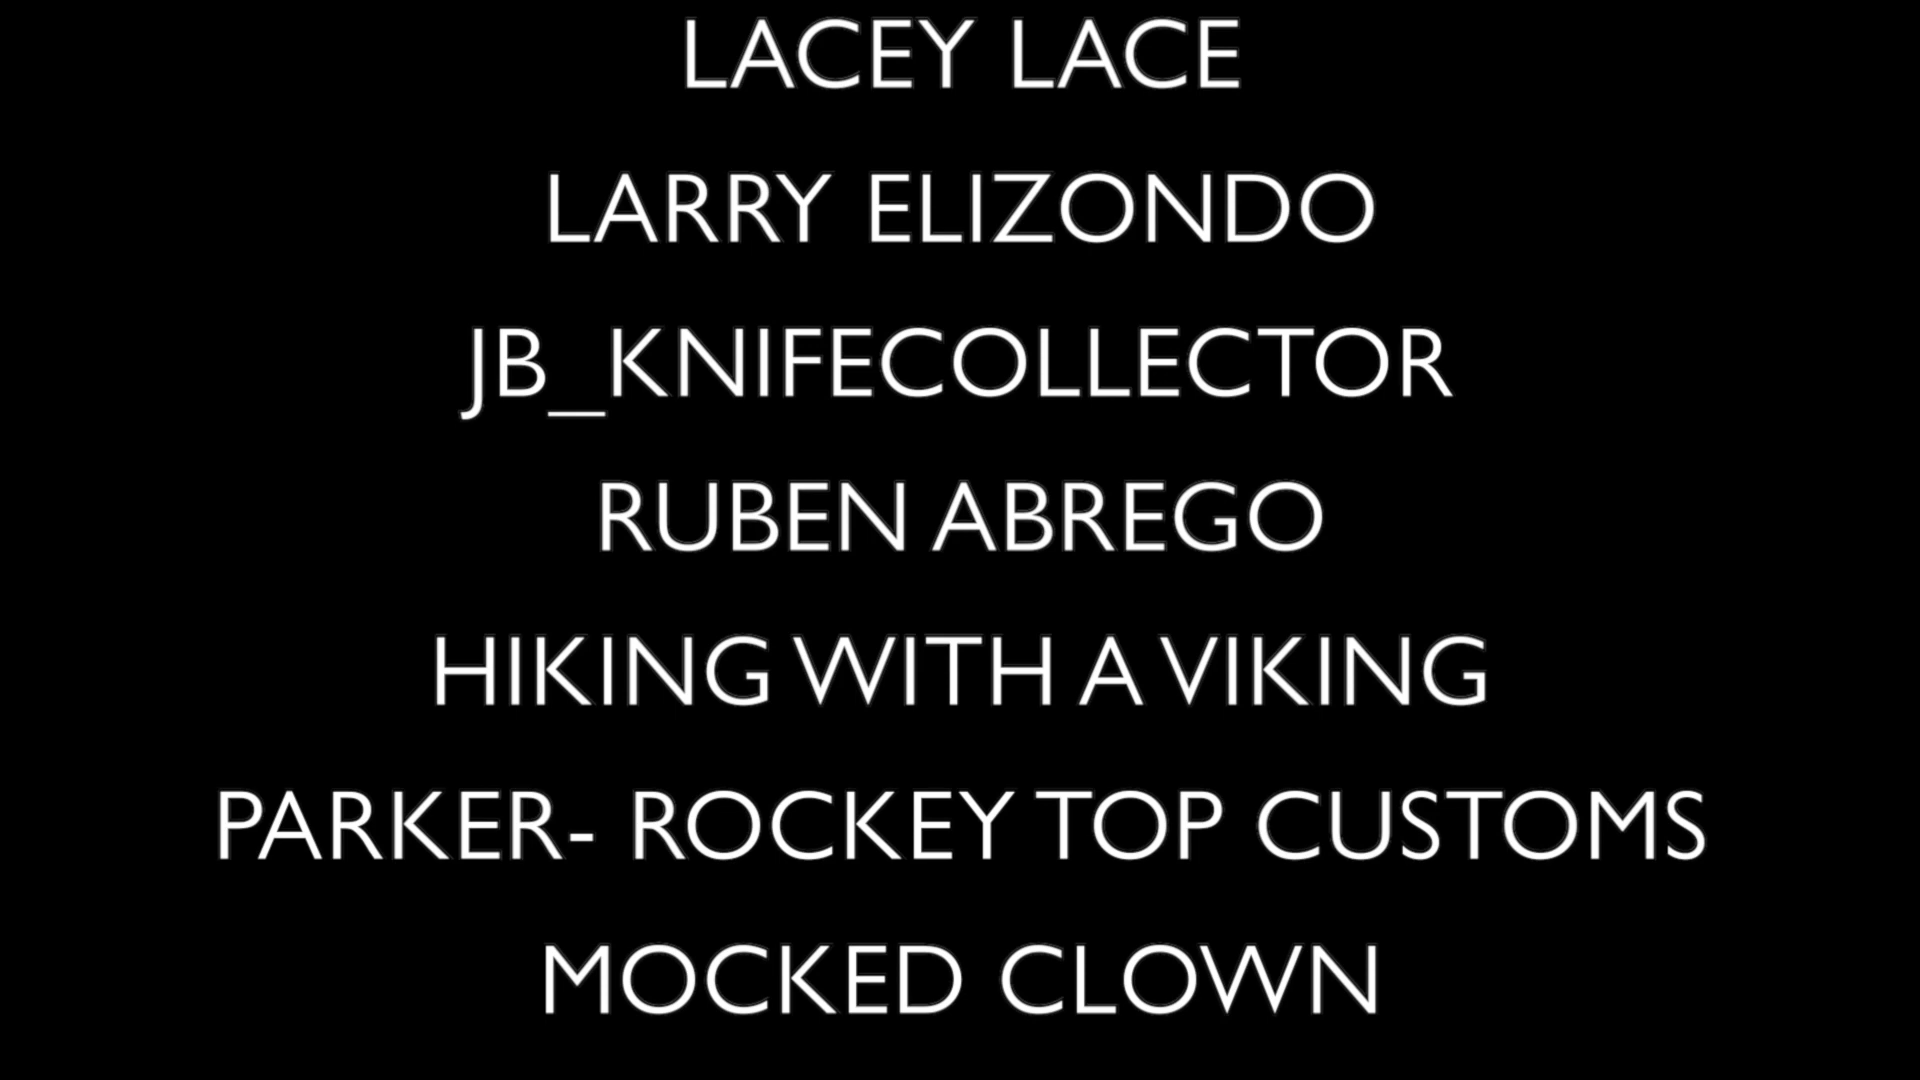 LACEY LACE
LARRY ELIZONDO
JB_KNIFECOLLECTOR
RUBEN ABREGO
HIKING WITH A VIKING
PARKER- ROCKEY TOP CUSTOMS
MOCKED CLOWN